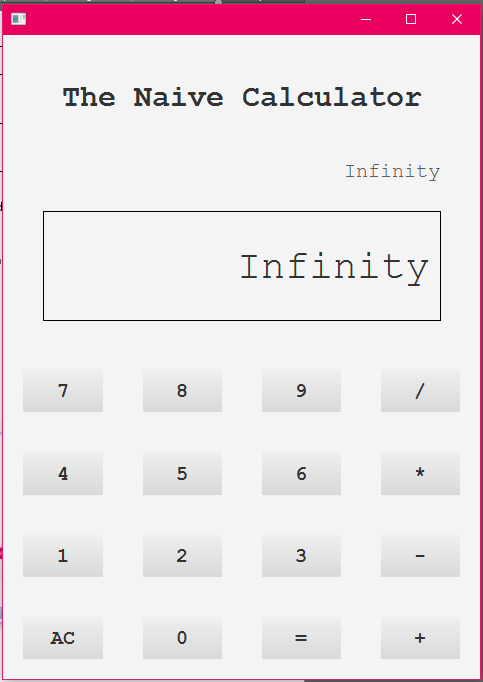 The Naive Calculator
Infinity
Infinity
7 8 9 /
4 5 6 *
1 2 3 -
AC 0 = +